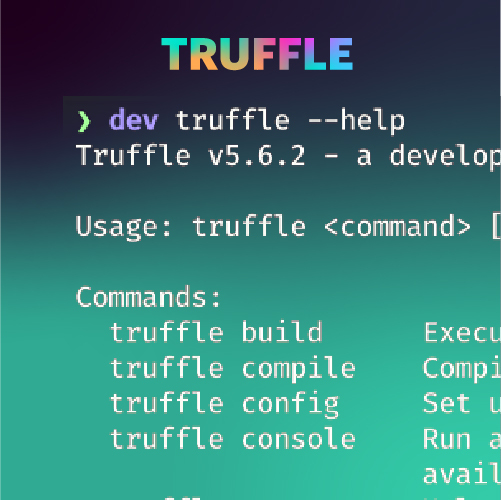 TRUFFLE
❯ dev truffle --help
Truffle v5.6.2 - a develop
Usage: truffle <command> [
Commands:
truffle build Execu
truffle compile Compi
truffle config Set u
truffle console Run a
avail